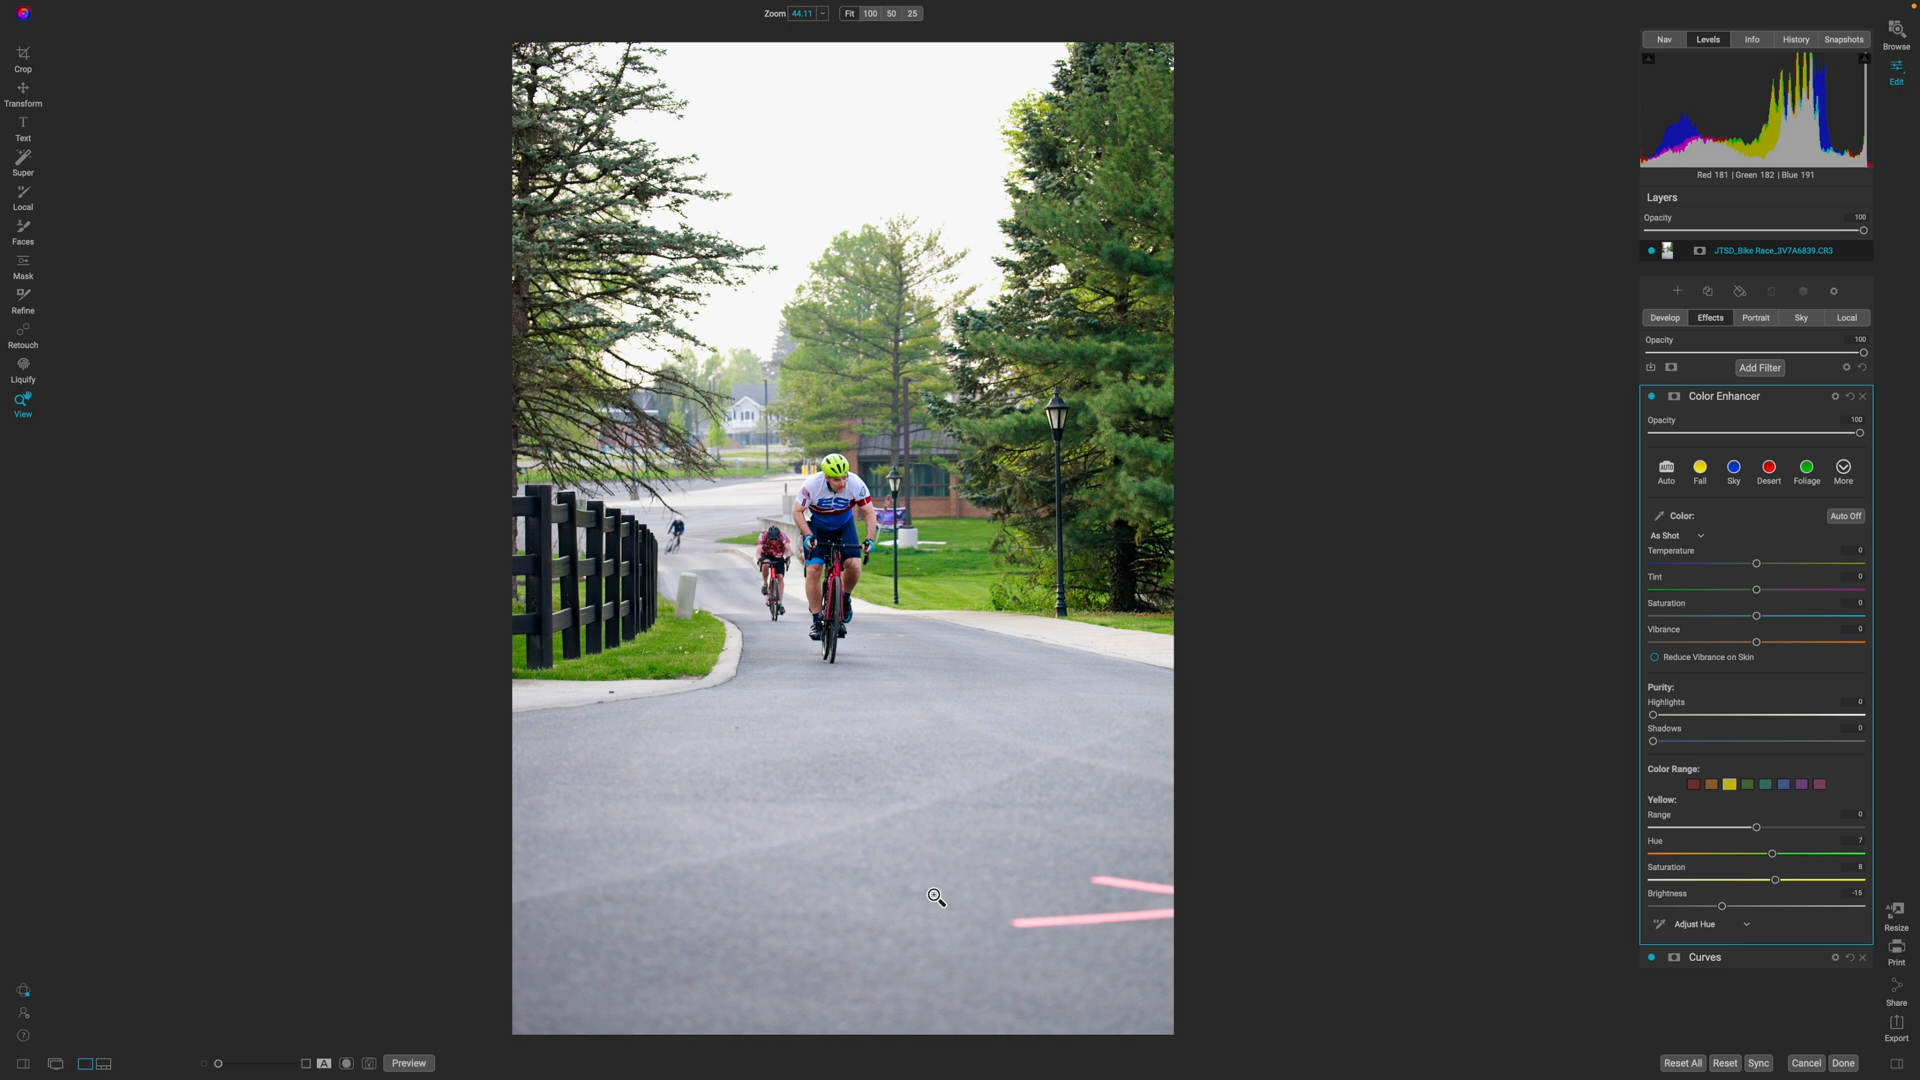 Zoom 44.11 Fit 100 50 25
Crop
Transform
Text
Super
Local
Faces
Mask
Refine
Retouch
Liquify
View
ES
Nav Levels Info History Snapshots
Red 181 | Green 182 | Blue 191
Layers
Opacity 100
JTSD_Bike Race_3V7A6839.CR3
Develop Effects Portrait Sky Local
Opacity 100
Add Filter
Color Enhancer
Opacity 100
AUTO
Auto Fall Sky Desert Foliage More
Color: Auto Off
As Shot
Temperature 0
Tint 0
Saturation 0
Vibrance 0
Reduce Vibrance on Skin
Purity:
Highlights 0
Shadows 0
Color Range:
Yellow:
Range 0
Hue 7
Saturation 8
Brightness -15
Adjust Hue
Curves
Browse
Edit
Resize
Print
Share
Export
A Preview
Reset All Reset Sync Cancel Done